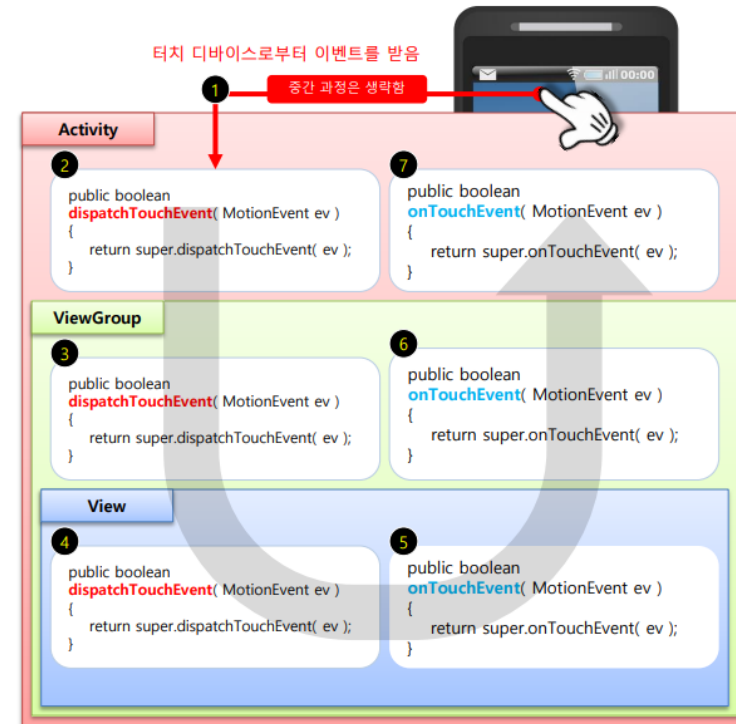 터치 디바이스로부터 이벤트를 받음
00:00
1
중간 과정은 생략함
Activity
2
public boolean
dispatchTouchEvent( MotionEvent ev )
{
return super.dispatchTouchEvent( ev );
}
7
public boolean
onTouchEvent( MotionEvent ev )
{
return super.onTouchEvent( ev );
}
ViewGroup
3
public boolean
dispatchTouchEvent( MotionEvent ev )
{
return super.dispatchTouchEvent( ev );
}
6
public boolean
onTouchEvent( MotionEvent ev )
{
return super.onTouchEvent( ev );
}
View
4
public boolean
dispatchTouchEvent( MotionEvent ev )
{
return super.dispatchTouchEvent( ev );
}
5
public boolean
onTouchEvent( MotionEvent ev )
{
return super.onTouchEvent( ev );
}